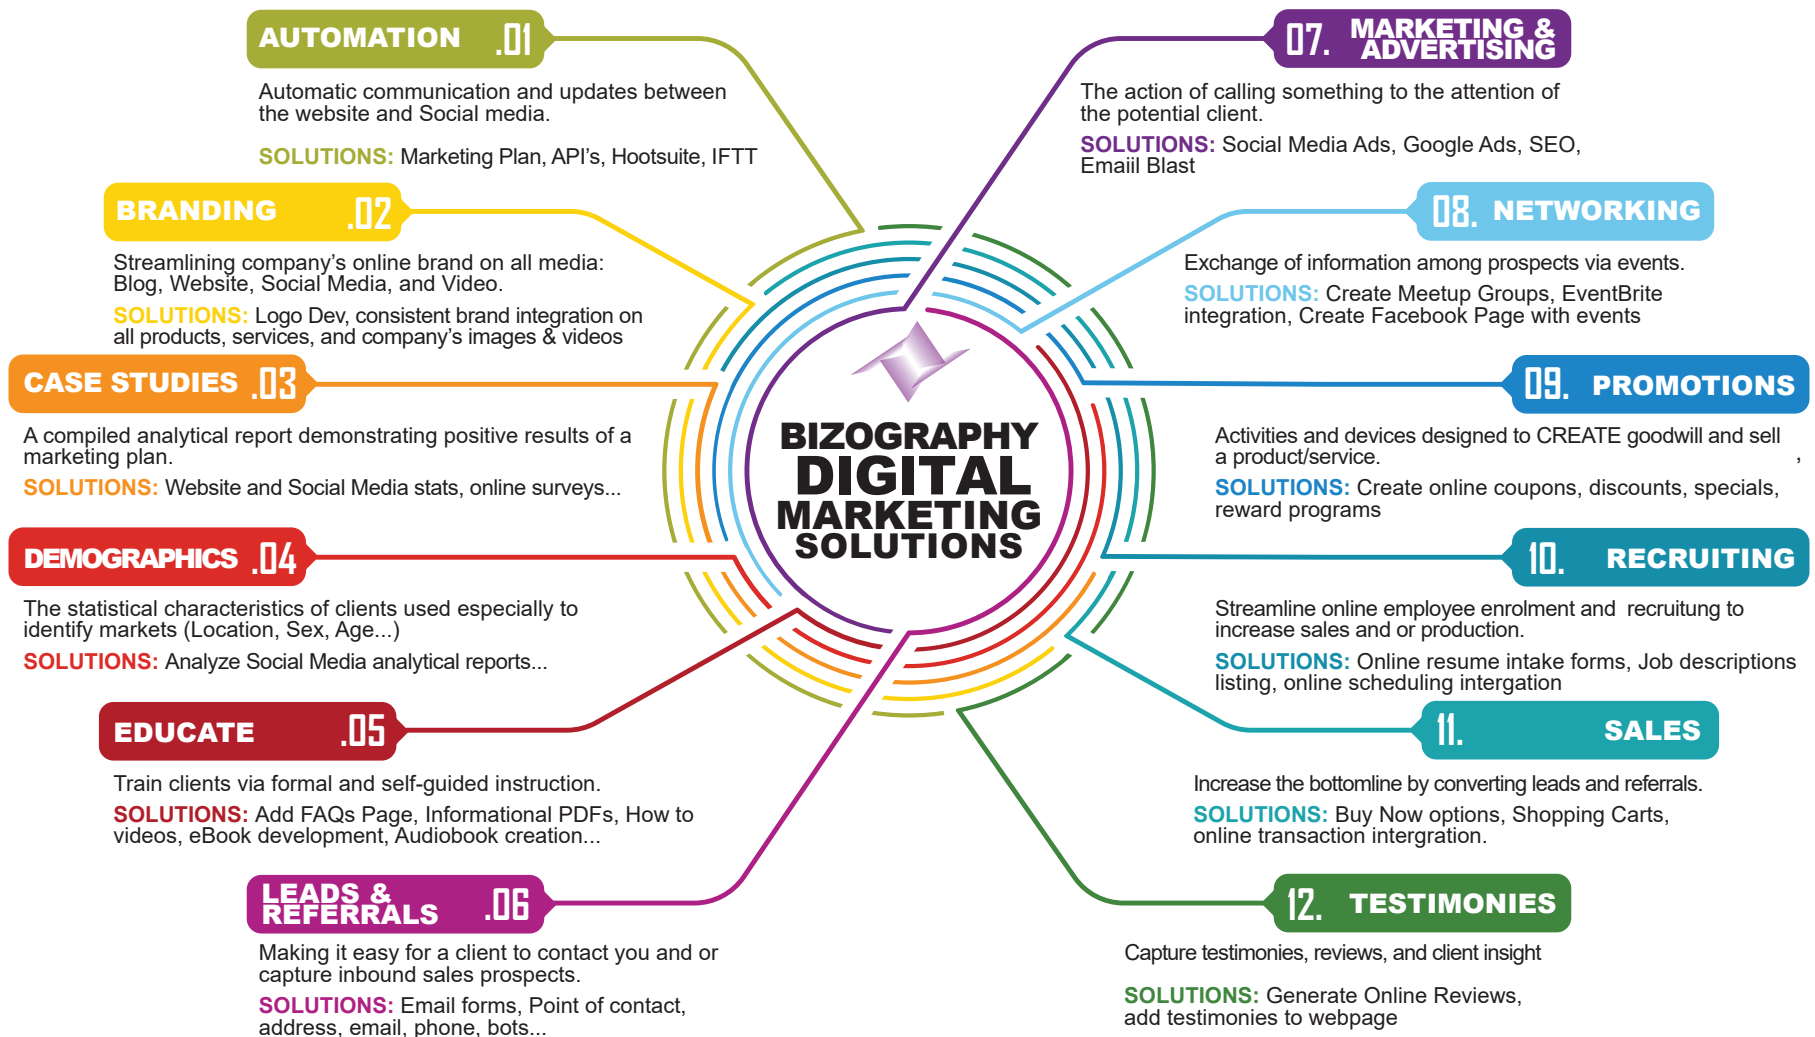 AUTOMATION .01
Automatic communication and updates between
the website and Social media.
SOLUTIONS: Marketing Plan, API's, Hootsuite, IFTT
BRANDING .02
Streamlining company's online brand on all media:
Blog, Website, Social Media, and Video.
SOLUTIONS: Logo Dev, consistent brand integration on
all products, services, and company's images & videos
CASE STUDIES .03
A compiled analytical report demonstrating positive results of a
marketing plan.
SOLUTIONS: Website and Social Media stats, online surveys...
DEMOGRAPHICS .04
The statistical characteristics of clients used especially to
identify markets (Location, Sex, Age...)
SOLUTIONS: Analyze Social Media analytical reports...
EDUCATE .05
Train clients via formal and self-guided instruction.
SOLUTIONS: Add FAQs Page, Informational PDFs, How to
videos, eBook development, Audiobook creation...
LEADS &
REFERRALS .06
Making it easy for a client to contact you and or
capture inbound sales prospects.
SOLUTIONS: Email forms, Point of contact,
address, email, phone, bots...
BIZOGRAPHY
DIGITAL
MARKETING
SOLUTIONS
07. MARKETING &
ADVERTISING
The action of calling something to the attention of
the potential client.
SOLUTIONS: Social Media Ads, Google Ads, SEO,
Emaiil Blast
08. NETWORKING
Exchange of information among prospects via events.
SOLUTIONS: Create Meetup Groups, EventBrite
integration, Create Facebook Page with events
09. PROMOTIONS
Activities and devices designed to CREATE goodwill and sell
a product/service. ,
SOLUTIONS: Create online coupons, discounts, specials,
reward programs
10. RECRUITING
Streamline online employee enrolment and recruitung to
increase sales and or production.
SOLUTIONS: Online resume intake forms, Job descriptions
listing, online scheduling intergation
11. SALES
Increase the bottomline by converting leads and referrals.
SOLUTIONS: Buy Now options, Shopping Carts,
online transaction intergration.
12. TESTIMONIES
Capture testimonies, reviews, and client insight
SOLUTIONS: Generate Online Reviews,
add testimonies to webpage